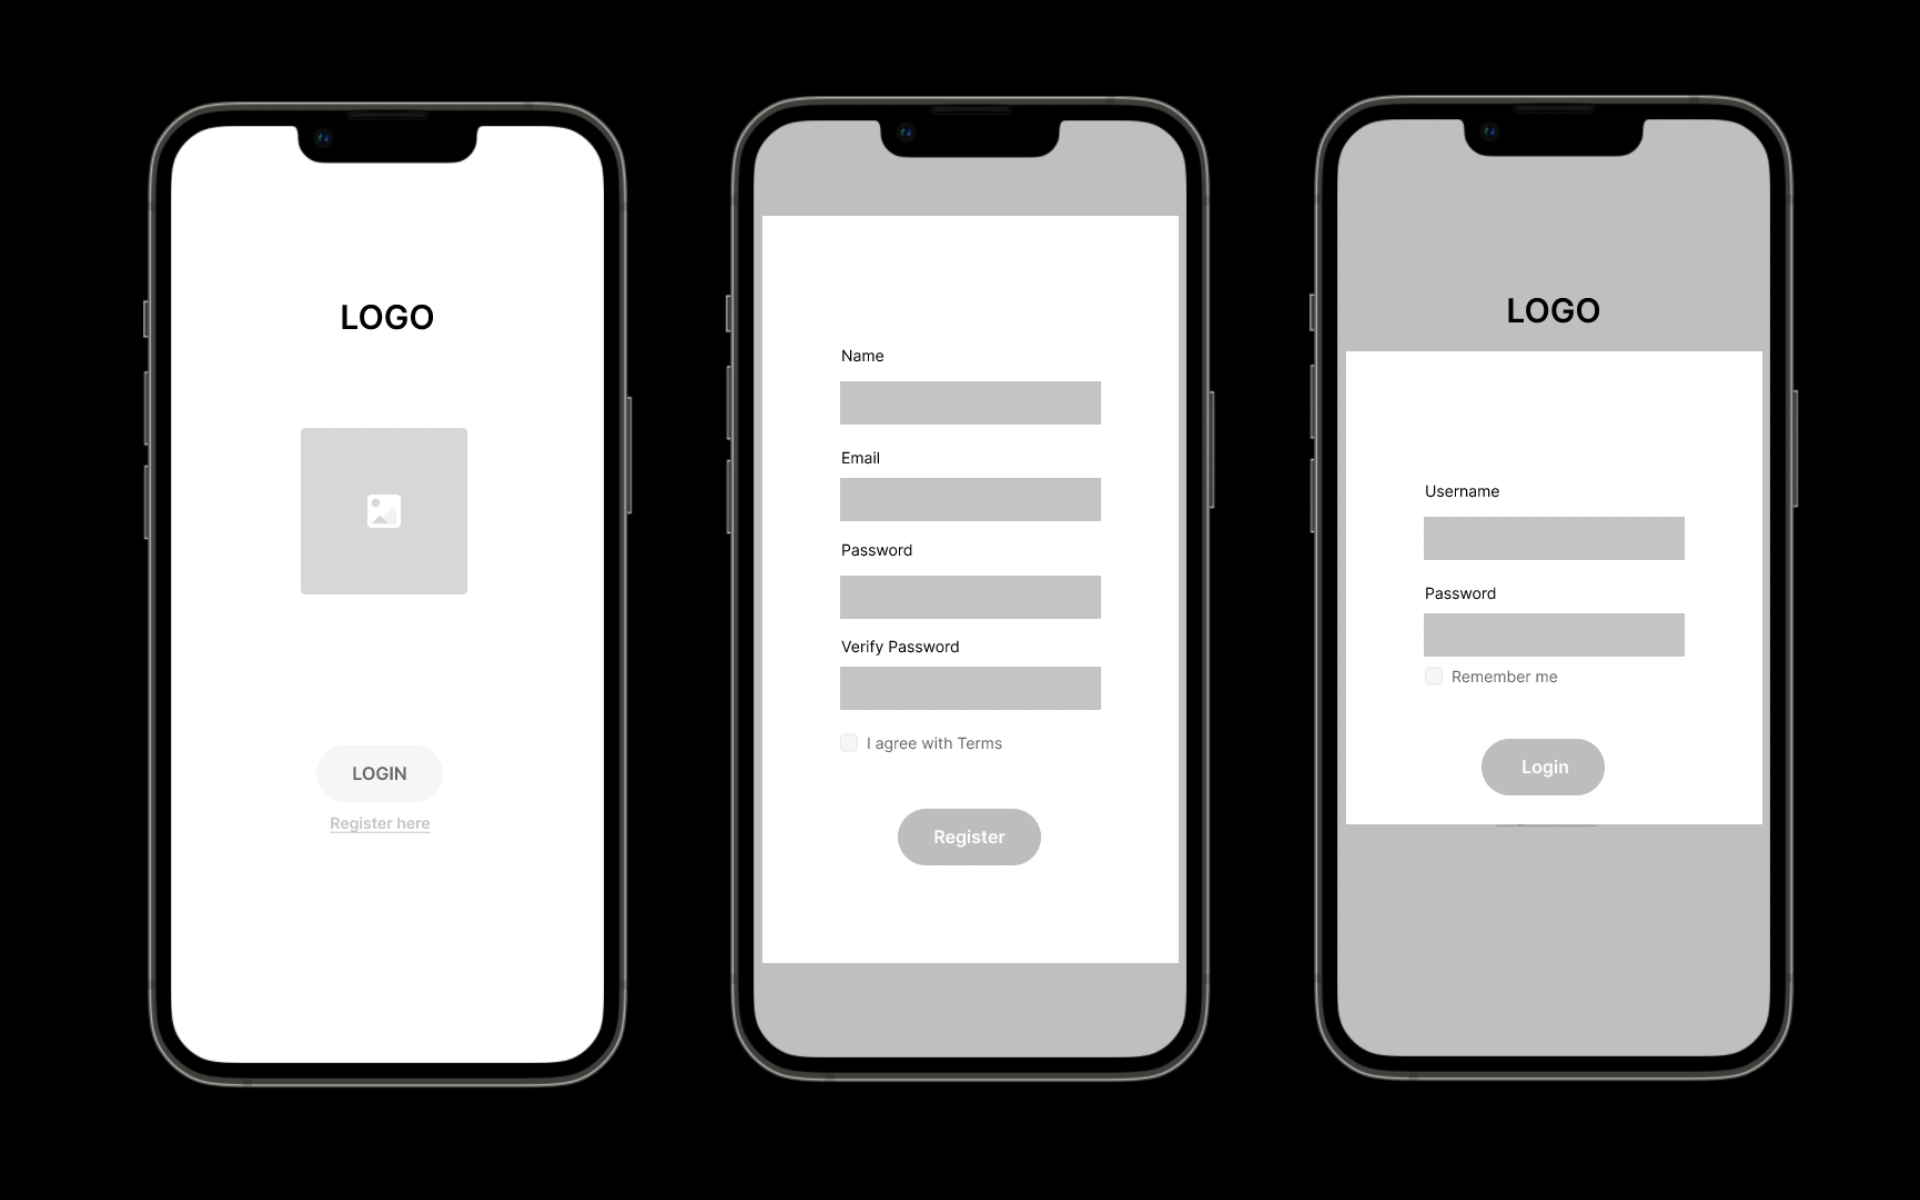 LOGO
LOGIN
Register here
Name
Email
Password
Verify Password
I agree with Terms
Register
LOGO
Username
Password
Remember me
Login